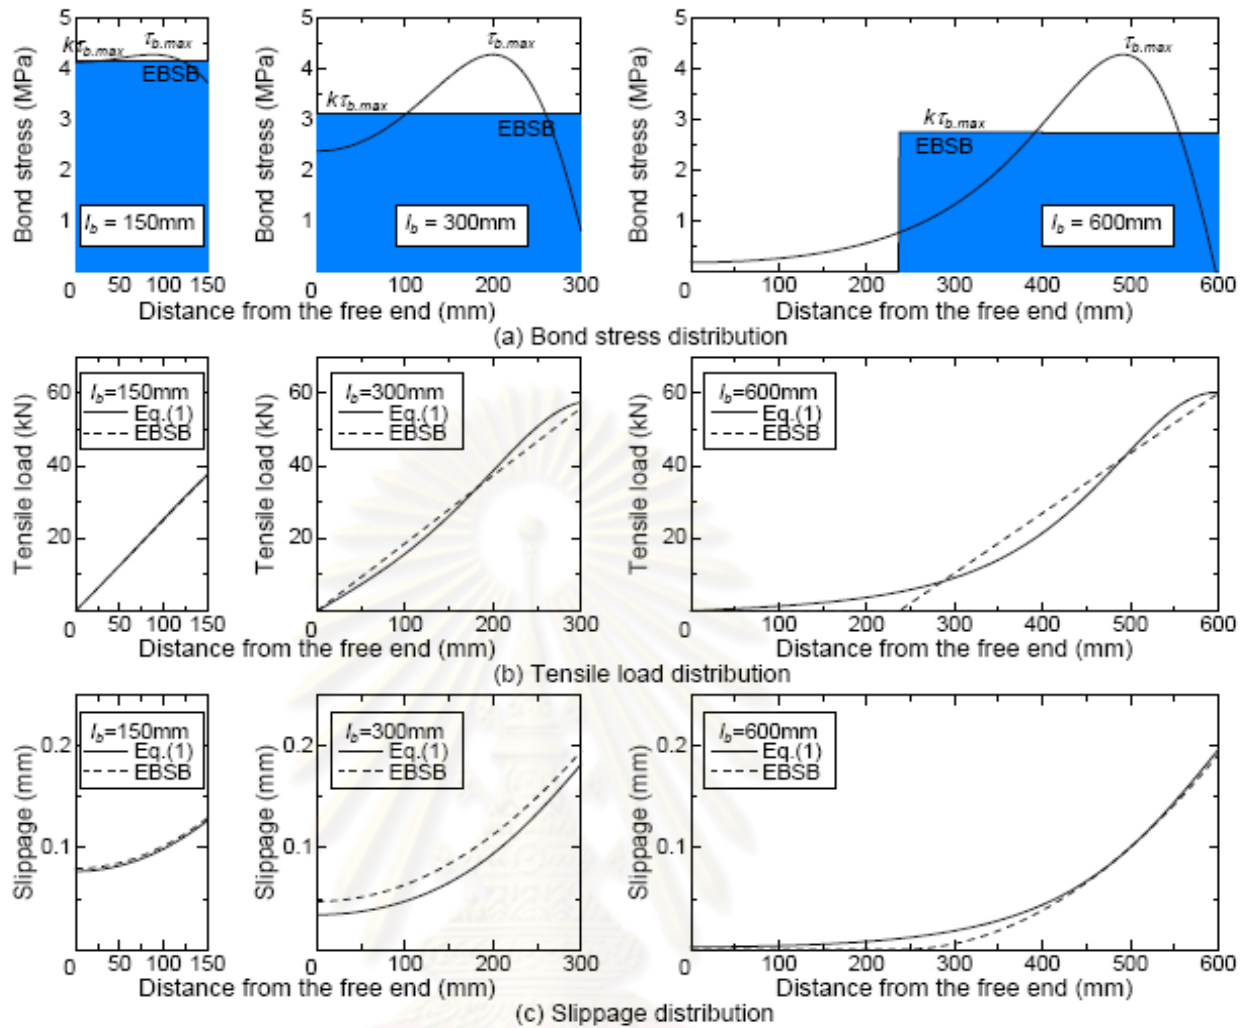 5
4
3
2
1
0
50
100
150
Bond stress (MPa)
kτb.max
τb.max
EBSB
lb = 150mm
5
4
3
2
1
0
100
200
300
Bond stress (MPa)
kτb.max
τb.max
EBSB
lb = 300mm
5
4
3
2
1
0
100
200
300
400
500
600
Bond stress (MPa)
kτb.max
τb.max
EBSB
lb = 600mm
Distance from the free end (mm)
Distance from the free end (mm)
(a) Bond stress distribution
60
40
20
0
50
100
150
Tensile load (kN)
lb=150mm
Eq.(1)
EBSB
60
40
20
0
100
200
300
Tensile load (kN)
lb=300mm
Eq.(1)
EBSB
60
40
20
0
100
200
300
400
500
600
Tensile load (kN)
lb=600mm
Eq.(1)
EBSB
Distance from the free end (mm)
Distance from the free end (mm)
(b) Tensile load distribution
0.2
0.1
0
50
100
150
Slippage (mm)
lb=150mm
Eq.(1)
EBSB
0.2
0.1
0
100
200
300
Slippage (mm)
lb=300mm
Eq.(1)
EBSB
0.2
0.1
0
100
200
300
400
500
600
Slippage (mm)
lb=600mm
Eq.(1)
EBSB
Distance from the free end (mm)
Distance from the free end (mm)
(c) Slippage distribution